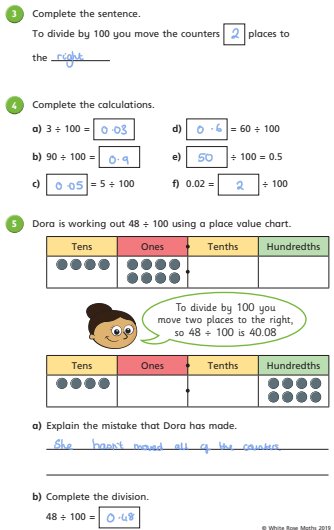 3 Complete the sentence.
To divide by 100 you move the counters 2 places to
the right
4 Complete the calculations.
a) 3 ÷ 100 = 0.03 d) 0.6 = 60 ÷ 100
b) 90 ÷ 100 = 0.9 e) 50 ÷ 100 = 0.5
c) 0.05 = 5 ÷ 100 f) 0.02 = 2 ÷ 100
5 Dora is working out 48 ÷ 100 using a place value chart.
Tens Ones Tenths Hundredths
To divide by 100 you
move two places to the right,
so 48 ÷ 100 is 40.08
Tens Ones Tenths Hundredths
a) Explain the mistake that Dora has made.
She hasn't moved all of the counters
b) Complete the division.
48 ÷ 100 = 0.48
© White Rose Maths 2019